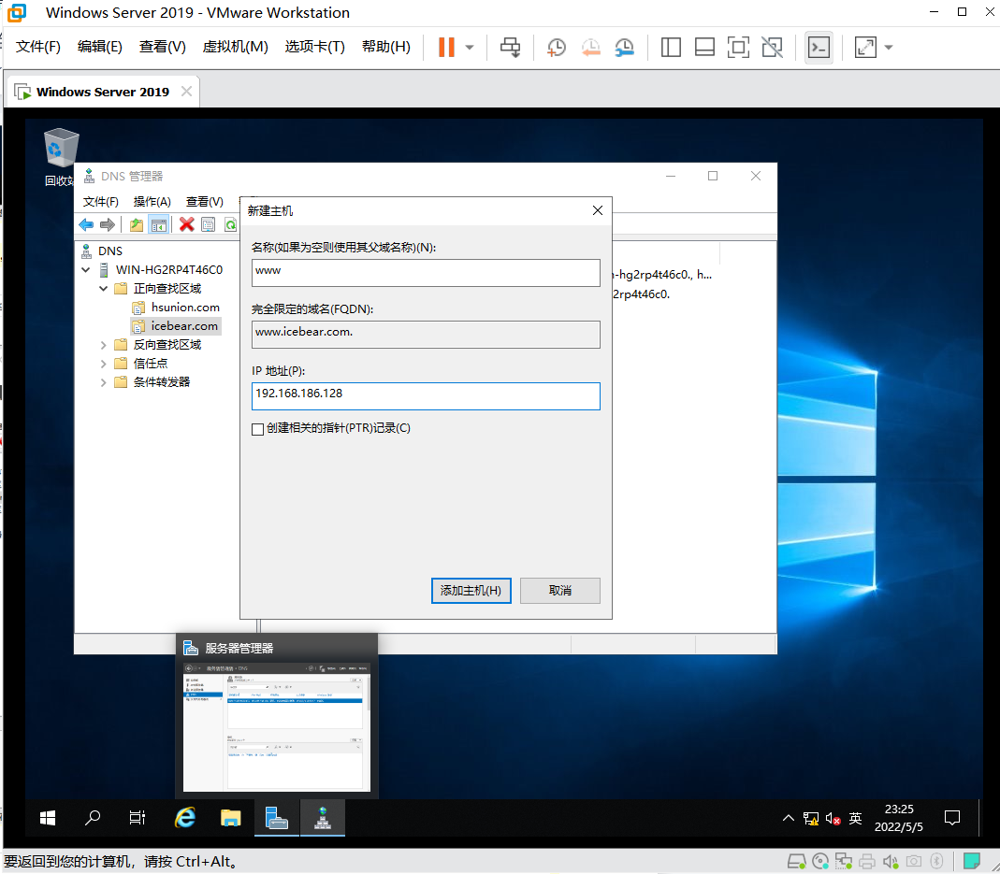 Windows Server 2019 - VMware Workstation
文件(F) 编辑(E) 查看(V) 虚拟机(M) 选项卡(T) 帮助(H)
Windows Server 2019
回收站
DNS 管理器
文件(F) 操作(A) 查看(V)
新建主机
名称(如果为空则使用其父域名称)(N):
www
完全限定的域名(FQDN):
www.icebear.com.
IP 地址(P):
192.168.186.128
创建相关的指针(PTR)记录(C)
添加主机(H) 取消
DNS
WIN-HG2RP4T46C0
正向查找区域
hsunion.com
icebear.com
反向查找区域
信任点
条件转发器
-hg2rp4t46c0., h...
2rp4t46c0.
服务器管理器
英
23:25
2022/5/5
要返回到您的计算机，请按 Ctrl+Alt。